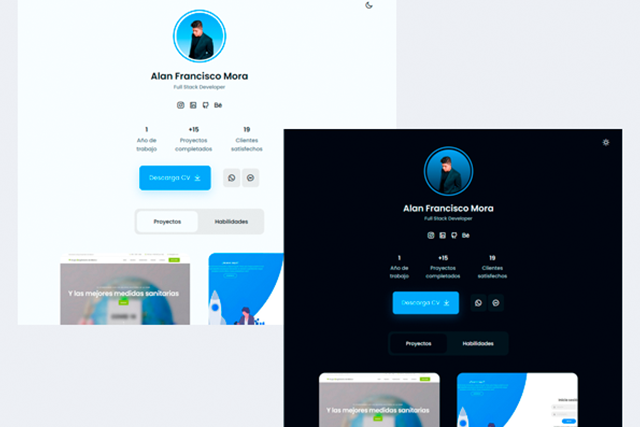 Alan Francisco Mora
Full Stack Developer
Bē
1 +15 19
Año de Proyectos Clientes
trabajo completados satisfechos
Descarga CV
Proyectos Habilidades
Y las mejores medidas sanitarias
Alan Francisco Mora
Full Stack Developer
Bē
1 +15 19
Año de Proyectos Clientes
trabajo completados satisfechos
Descarga CV
Proyectos Habilidades
Y las mejores medidas sanitarias